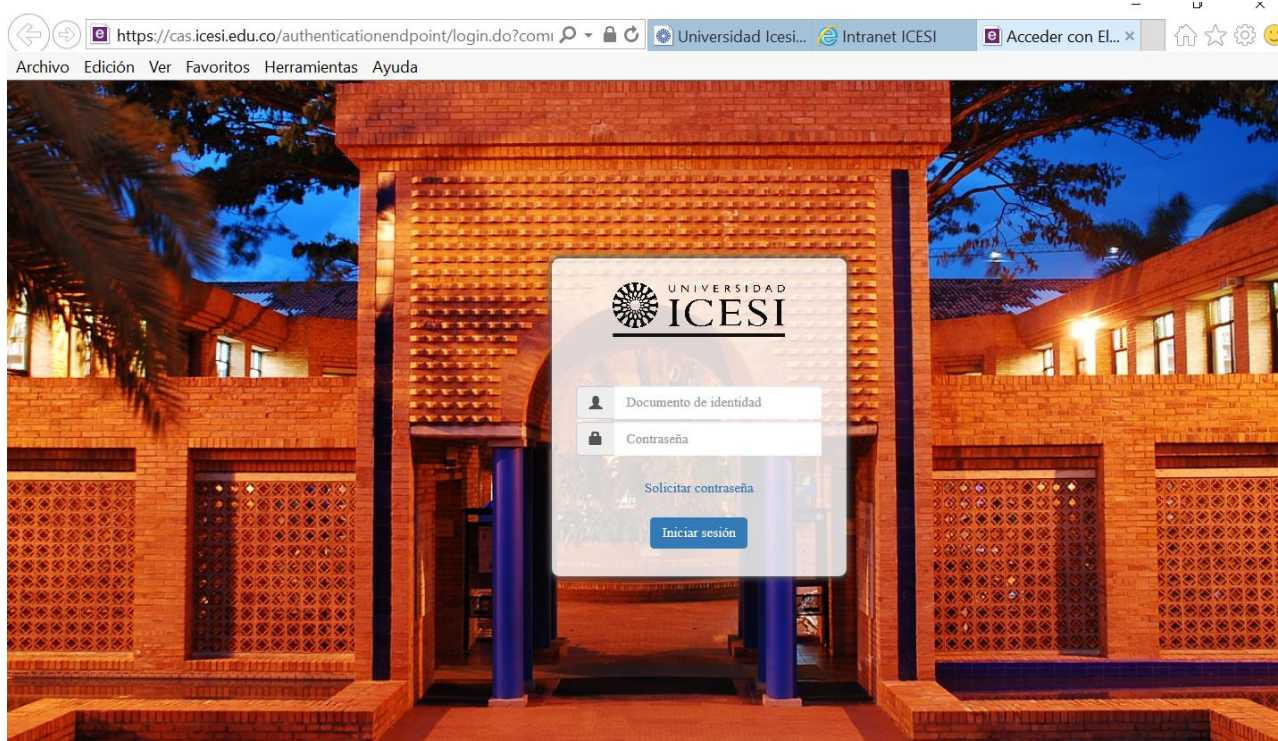 https://cas.icesi.edu.co/authenticationendpoint/login.do?com
Universidad Icesi...
Intranet ICESI
Acceder con El...
Archivo Edición Ver Favoritos Herramientas Ayuda
UNIVERSIDAD
ICESI
Documento de identidad
Contraseña
Solicitar contraseña
Iniciar sesión